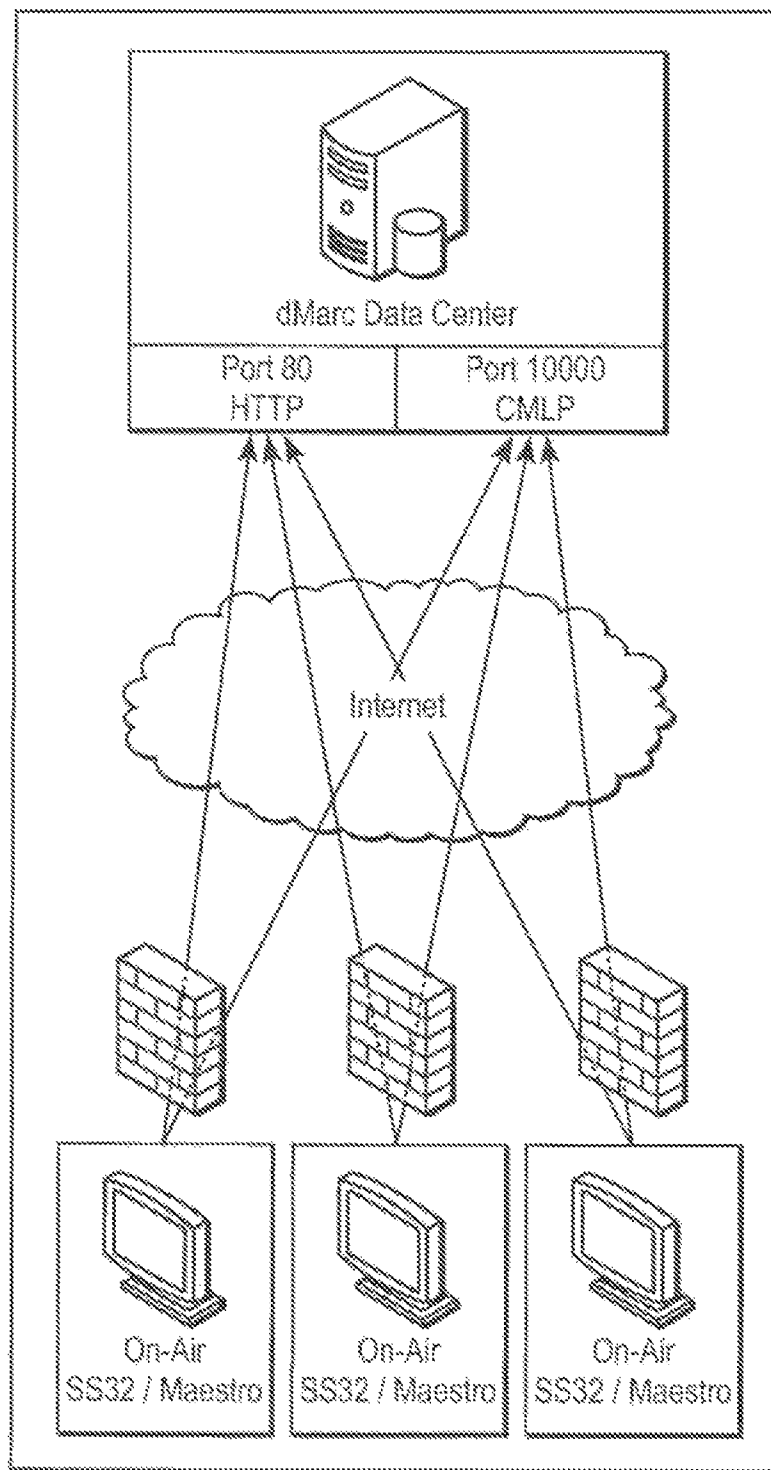 dMarc Data Center
Port 80
HTTP
Port 10000
CMLP
Internet
On-Air
SS32 / Maestro
On-Air
SS32 / Maestro
On-Air
SS32 / Maestro